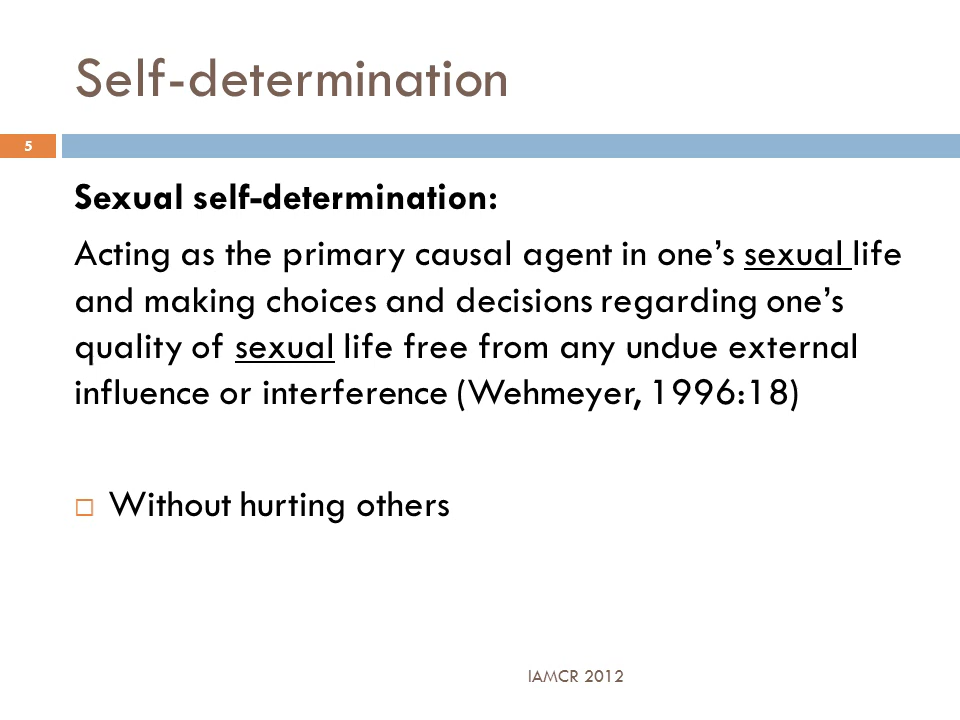 Self-determination
5
Sexual self-determination:
Acting as the primary causal agent in one’s sexual life
and making choices and decisions regarding one’s
quality of sexual life free from any undue external
influence or interference (Wehmeyer, 1996:18)
Without hurting others
IAMCR 2012